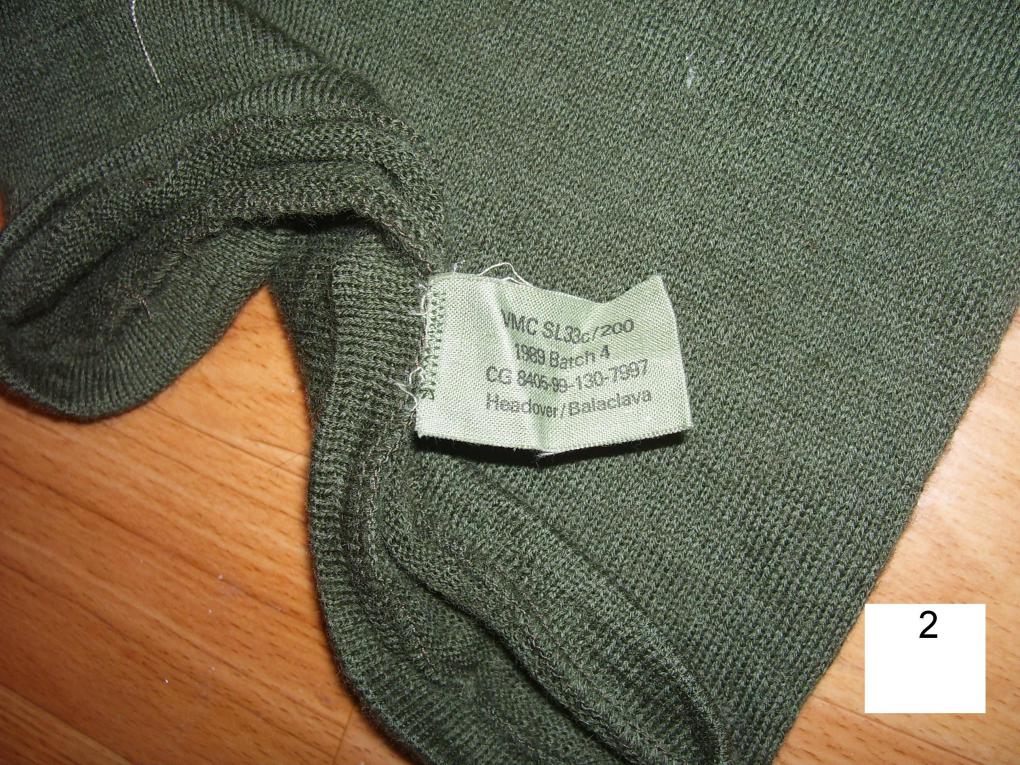 VMC SL33c/200
1989 Batch 4
CG 8405-99-130-7997
Headover/Balaclava
2